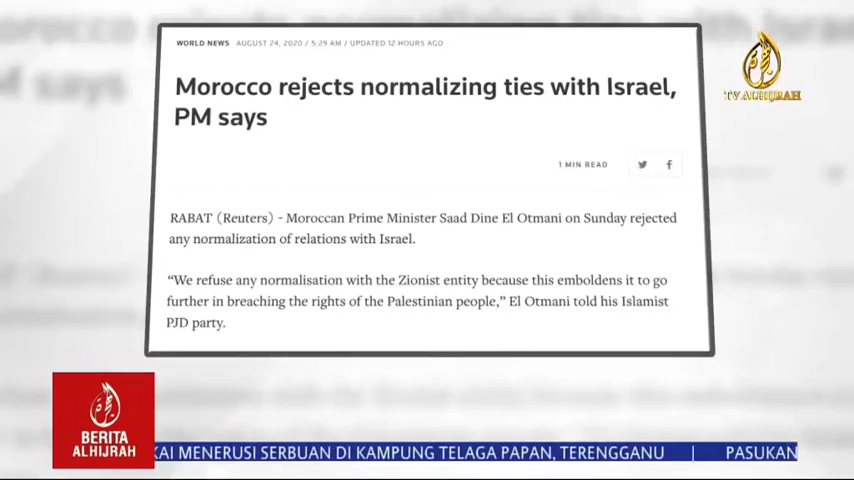 WORLD NEWS AUGUST 24, 2020 / 5:29 AM / UPDATED 12 HOURS AGO
TV ALHIJRAH
Morocco rejects normalizing ties with Israel,
PM says
1 MIN READ
RABAT (Reuters) - Moroccan Prime Minister Saad Dine El Otmani on Sunday rejected
any normalization of relations with Israel.
“We refuse any normalisation with the Zionist entity because this emboldens it to go
further in breaching the rights of the Palestinian people,” El Otmani told his Islamist
PJD party.
BERITA
ALHIJRAH
KAI MENERUSI SERBUAN DI KAMPUNG TELAGA PAPAN, TERENGGANU | PASUKAN